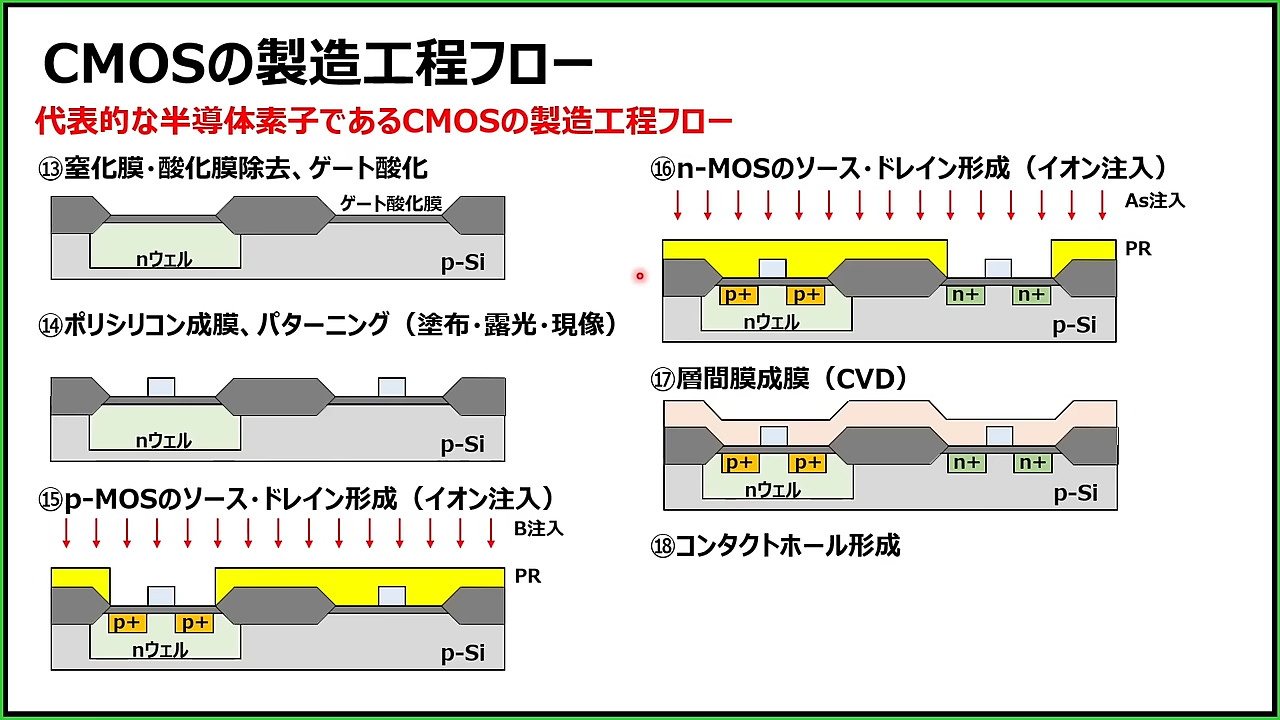 CMOSの製造工程フロー
代表的な半導体素子であるCMOSの製造工程フロー
⑬窒化膜・酸化膜除去、ゲート酸化
ゲート酸化膜
nウェル
p-Si
⑭ポリシリコン成膜、パターニング（塗布・露光・現像）
nウェル
p-Si
⑮p-MOSのソース・ドレイン形成（イオン注入）
B注入
PR
p+ p+
nウェル
p-Si
⑯n-MOSのソース・ドレイン形成（イオン注入）
As注入
PR
p+ p+ n+ n+
nウェル
p-Si
⑰層間膜成膜（CVD）
p+ p+ n+ n+
nウェル
p-Si
⑱コンタクトホール形成